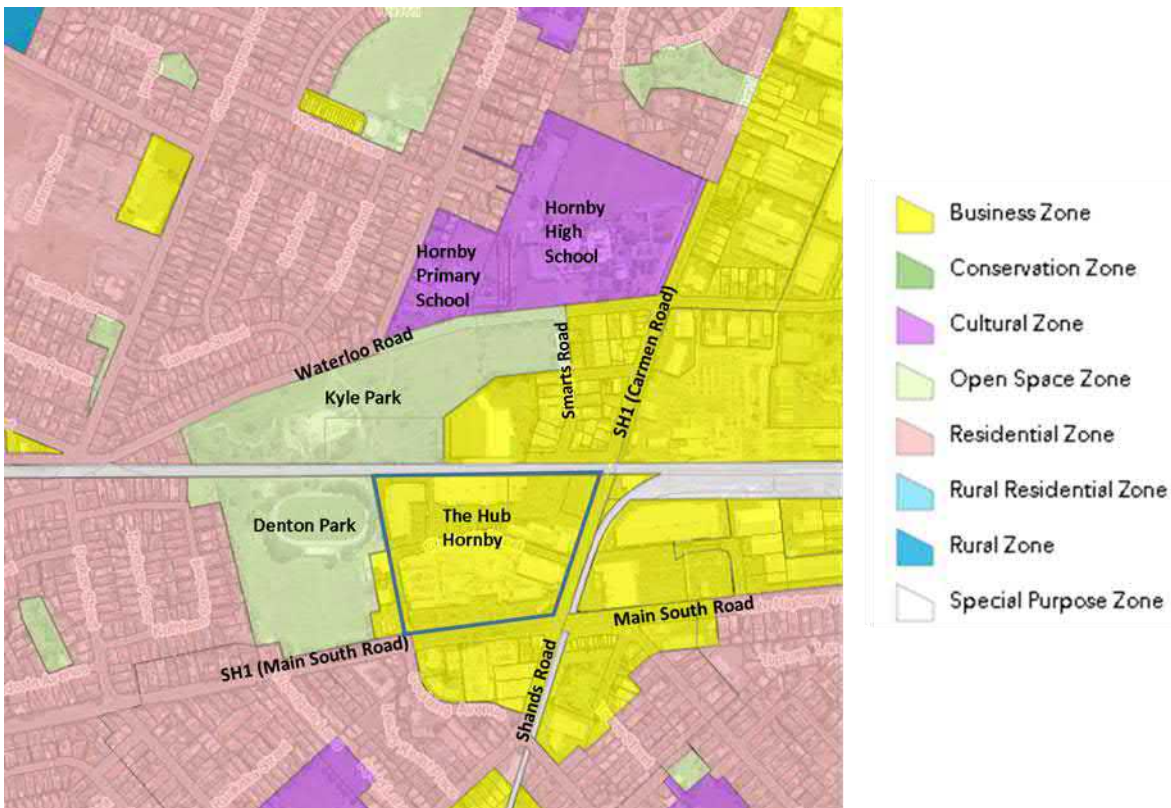 Hornby
High
School
Hornby
Primary
School
Waterloo Road
Smarts Road
SH1 (Carmen Road)
Kyle Park
Denton Park
The Hub
Hornby
Main South Road
SH1 (Main South Road)
Shands Road
Business Zone
Conservation Zone
Cultural Zone
Open Space Zone
Residential Zone
Rural Residential Zone
Rural Zone
Special Purpose Zone